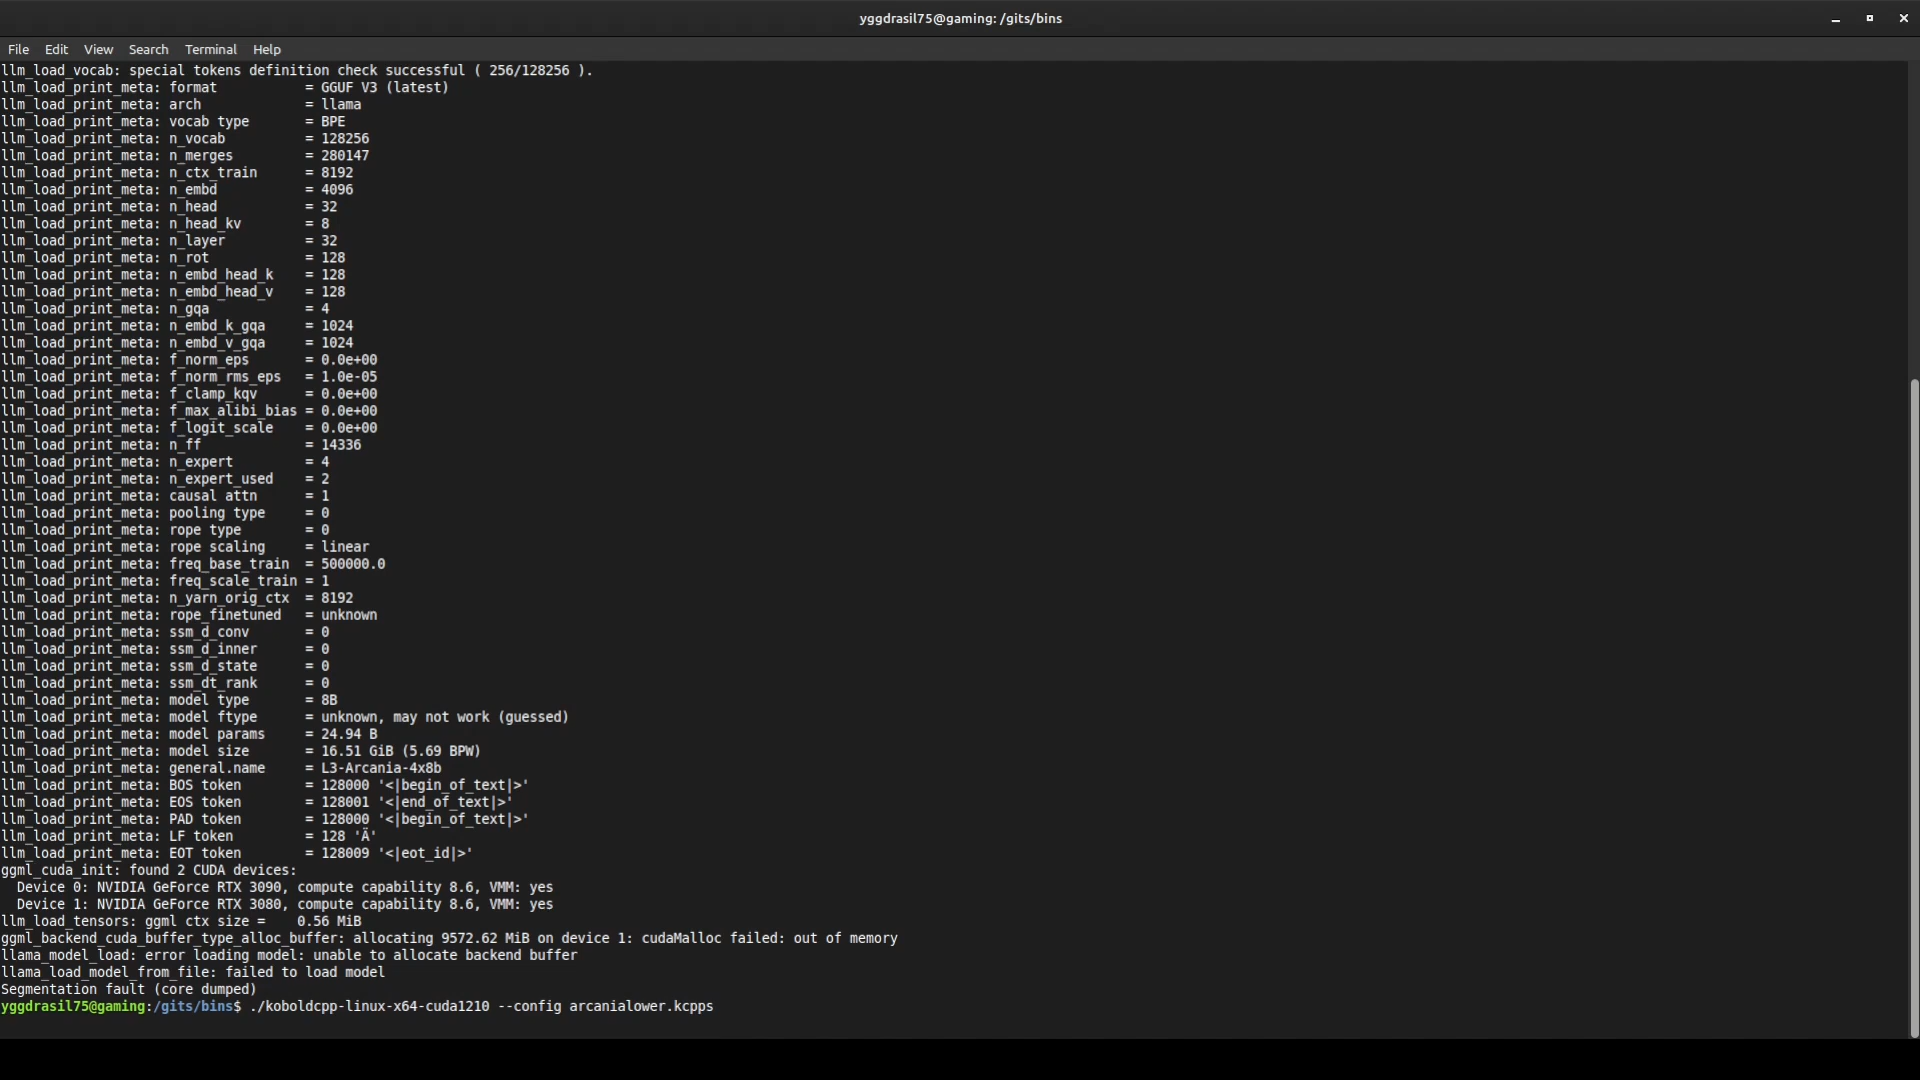 yggdrasil75@gaming: /gits/bins
File Edit View Search Terminal Help
llm_load_vocab: special tokens definition check successful ( 256/128256 ).
llm_load_print_meta: format           = GGUF V3 (latest)
llm_load_print_meta: arch             = llama
llm_load_print_meta: vocab type       = BPE
llm_load_print_meta: n_vocab          = 128256
llm_load_print_meta: n_merges         = 280147
llm_load_print_meta: n_ctx_train      = 8192
llm_load_print_meta: n_embd           = 4096
llm_load_print_meta: n_head           = 32
llm_load_print_meta: n_head_kv        = 8
llm_load_print_meta: n_layer          = 32
llm_load_print_meta: n_rot            = 128
llm_load_print_meta: n_embd_head_k    = 128
llm_load_print_meta: n_embd_head_v    = 128
llm_load_print_meta: n_gqa            = 4
llm_load_print_meta: n_embd_k_gqa     = 1024
llm_load_print_meta: n_embd_v_gqa     = 1024
llm_load_print_meta: f_norm_eps       = 0.0e+00
llm_load_print_meta: f_norm_rms_eps   = 1.0e-05
llm_load_print_meta: f_clamp_kqv      = 0.0e+00
llm_load_print_meta: f_max_alibi_bias = 0.0e+00
llm_load_print_meta: f_logit_scale    = 0.0e+00
llm_load_print_meta: n_ff             = 14336
llm_load_print_meta: n_expert         = 4
llm_load_print_meta: n_expert_used    = 2
llm_load_print_meta: causal attn      = 1
llm_load_print_meta: pooling type     = 0
llm_load_print_meta: rope type        = 0
llm_load_print_meta: rope scaling     = linear
llm_load_print_meta: freq_base_train  = 500000.0
llm_load_print_meta: freq_scale_train = 1
llm_load_print_meta: n_yarn_orig_ctx  = 8192
llm_load_print_meta: rope_finetuned   = unknown
llm_load_print_meta: ssm_d_conv       = 0
llm_load_print_meta: ssm_d_inner      = 0
llm_load_print_meta: ssm_d_state      = 0
llm_load_print_meta: ssm_dt_rank      = 0
llm_load_print_meta: model type       = 8B
llm_load_print_meta: model ftype      = unknown, may not work (guessed)
llm_load_print_meta: model params     = 24.94 B
llm_load_print_meta: model size       = 16.51 GiB (5.69 BPW)
llm_load_print_meta: general.name     = L3-Arcania-4x8b
llm_load_print_meta: BOS token        = 128000 '<|begin_of_text|>'
llm_load_print_meta: EOS token        = 128001 '<|end_of_text|>'
llm_load_print_meta: PAD token        = 128000 '<|begin_of_text|>'
llm_load_print_meta: LF token         = 128 'Ä'
llm_load_print_meta: EOT token        = 128009 '<|eot_id|>'
ggml_cuda_init: found 2 CUDA devices:
  Device 0: NVIDIA GeForce RTX 3090, compute capability 8.6, VMM: yes
  Device 1: NVIDIA GeForce RTX 3080, compute capability 8.6, VMM: yes
llm_load_tensors: ggml ctx size =    0.56 MiB
ggml_backend_cuda_buffer_type_alloc_buffer: allocating 9572.62 MiB on device 1: cudaMalloc failed: out of memory
llama_model_load: error loading model: unable to allocate backend buffer
llama_load_model_from_file: failed to load model
Segmentation fault (core dumped)
yggdrasil75@gaming:/gits/bins$ ./koboldcpp-linux-x64-cuda1210 --config arcanialower.kcpps